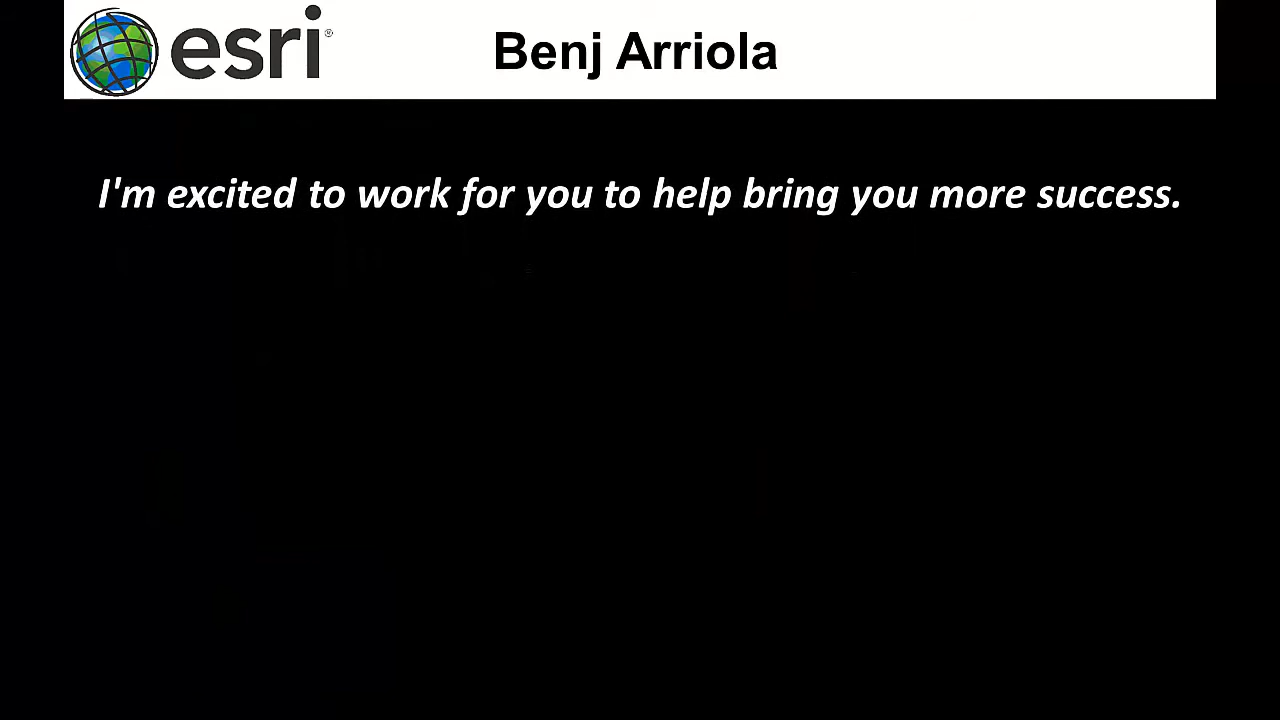 esri®
Benj Arriola
I'm excited to work for you to help bring you more success.